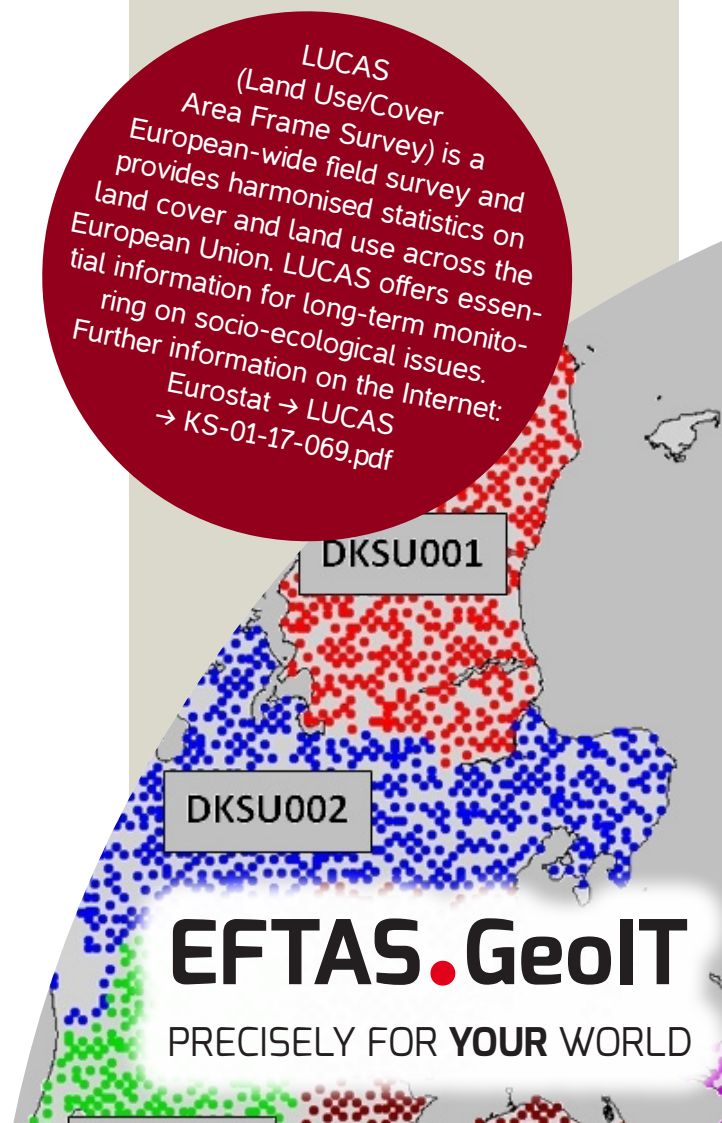 LUCAS
(Land Use/Cover
Area Frame Survey) is a
European-wide field survey and
provides harmonised statistics on
land cover and land use across the
European Union. LUCAS offers essen-
tial information for long-term monito-
ring on socio-ecological issues.
Further information on the Internet:
Eurostat → LUCAS
→ KS-01-17-069.pdf
DKSU001
DKSU002
EFTAS.GeoIT
PRECISELY FOR YOUR WORLD